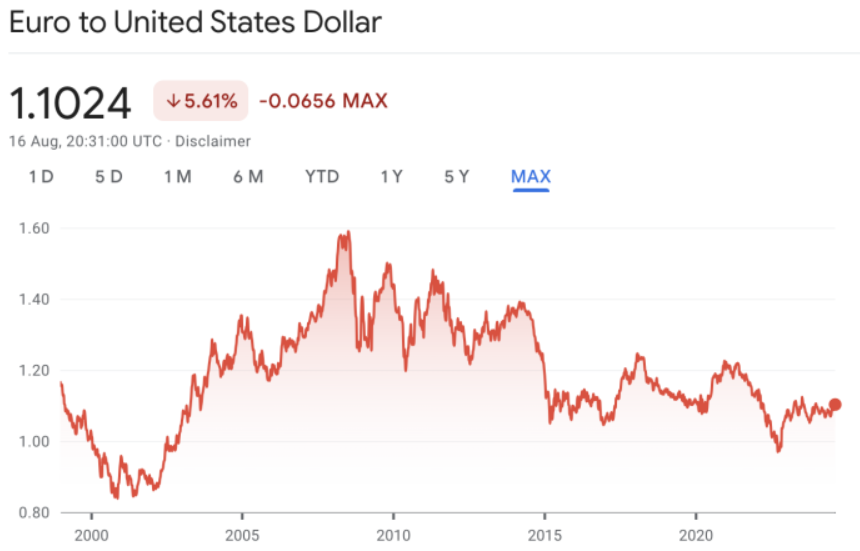 Euro to United States Dollar
1.1024 ↓5.61% -0.0656 MAX
16 Aug, 20:31:00 UTC · Disclaimer
1 D 5 D 1 M 6 M YTD 1 Y 5 Y MAX
1.60
1.40
1.20
1.00
0.80
2000 2005 2010 2015 2020